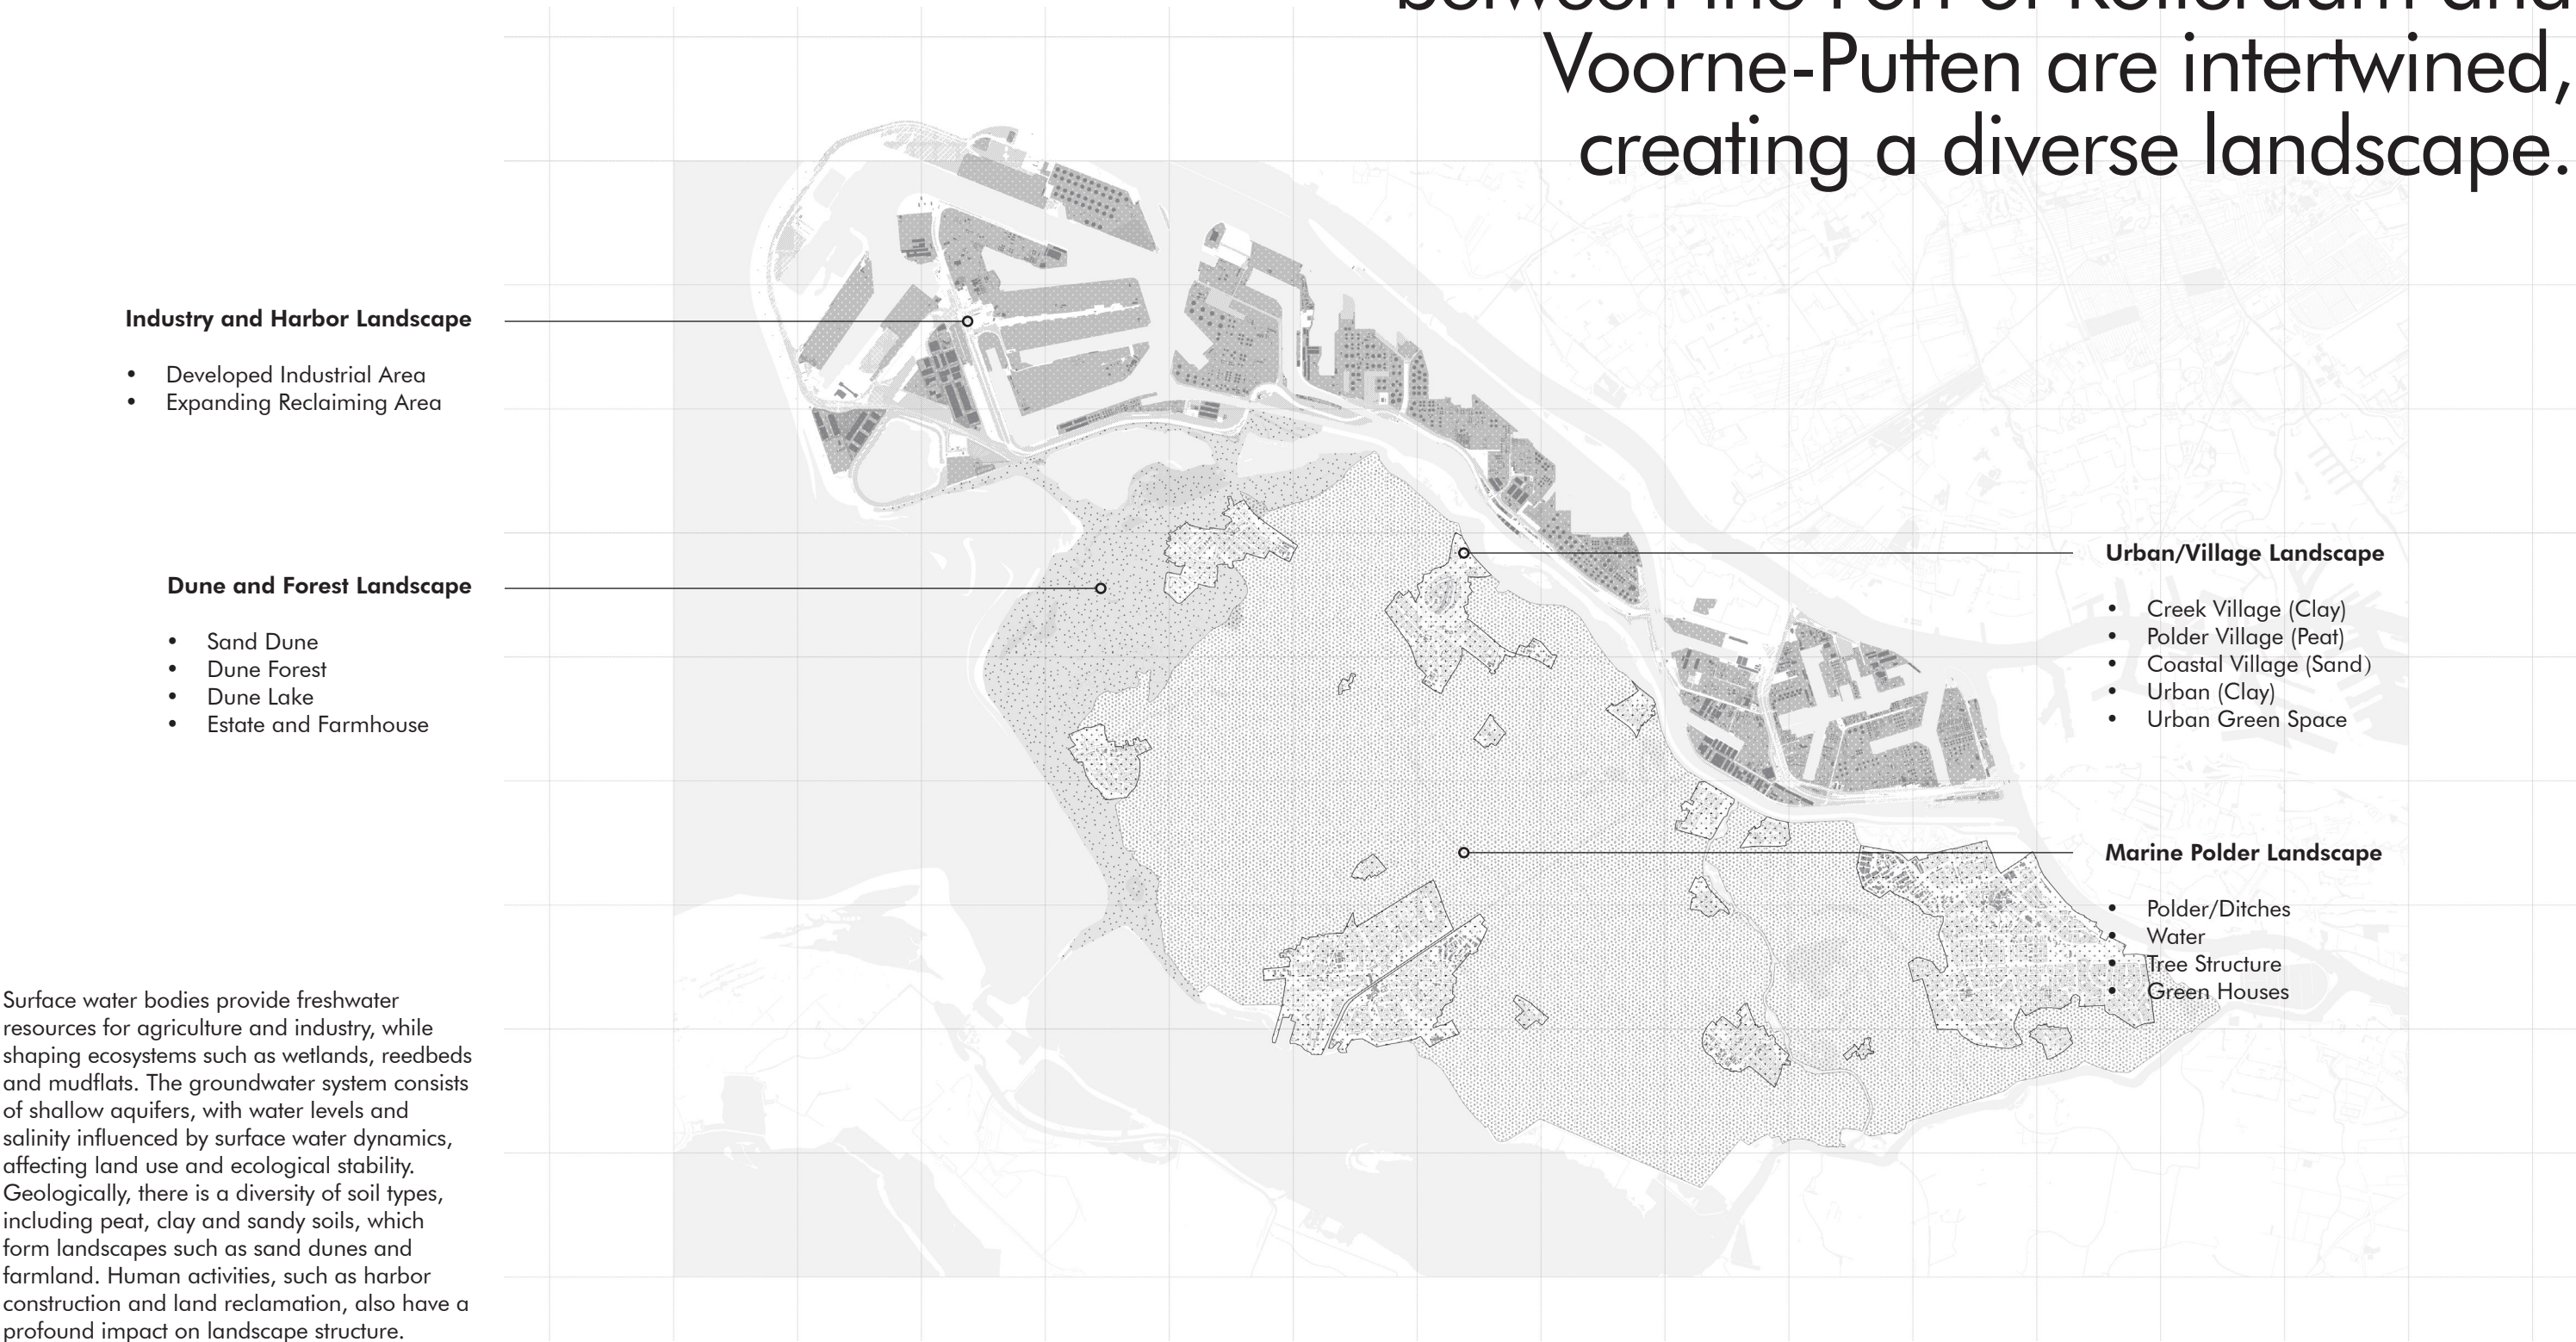 between the Port of Rotterdam and
Voorne-Putten are intertwined,
creating a diverse landscape.
Industry and Harbor Landscape
• Developed Industrial Area
• Expanding Reclaiming Area
Dune and Forest Landscape
• Sand Dune
• Dune Forest
• Dune Lake
• Estate and Farmhouse
Urban/Village Landscape
• Creek Village (Clay)
• Polder Village (Peat)
• Coastal Village (Sand)
• Urban (Clay)
• Urban Green Space
Marine Polder Landscape
• Polder/Ditches
• Water
• Tree Structure
• Green Houses
Surface water bodies provide freshwater
resources for agriculture and industry, while
shaping ecosystems such as wetlands, reedbeds
and mudflats. The groundwater system consists
of shallow aquifers, with water levels and
salinity influenced by surface water dynamics,
affecting land use and ecological stability.
Geologically, there is a diversity of soil types,
including peat, clay and sandy soils, which
form landscapes such as sand dunes and
farmland. Human activities, such as harbor
construction and land reclamation, also have a
profound impact on landscape structure.